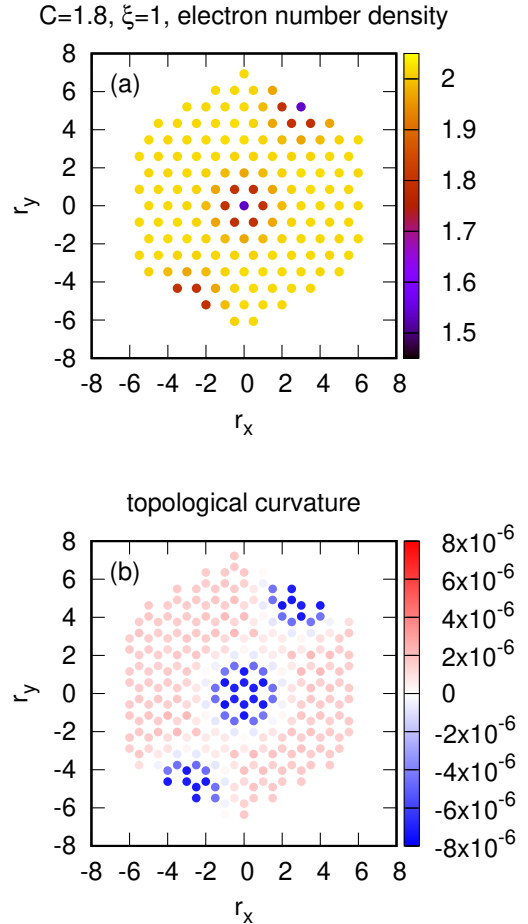 C=1.8, ξ=1, electron number density
(a)
8
6
4
2
0
-2
-4
-6
-8
r_y
-8 -6 -4 -2 0 2 4 6 8
r_x
2
1.9
1.8
1.7
1.6
1.5
topological curvature
(b)
8
6
4
2
0
-2
-4
-6
-8
r_y
-8 -6 -4 -2 0 2 4 6 8
r_x
8x10⁻⁶
6x10⁻⁶
4x10⁻⁶
2x10⁻⁶
0
-2x10⁻⁶
-4x10⁻⁶
-6x10⁻⁶
-8x10⁻⁶